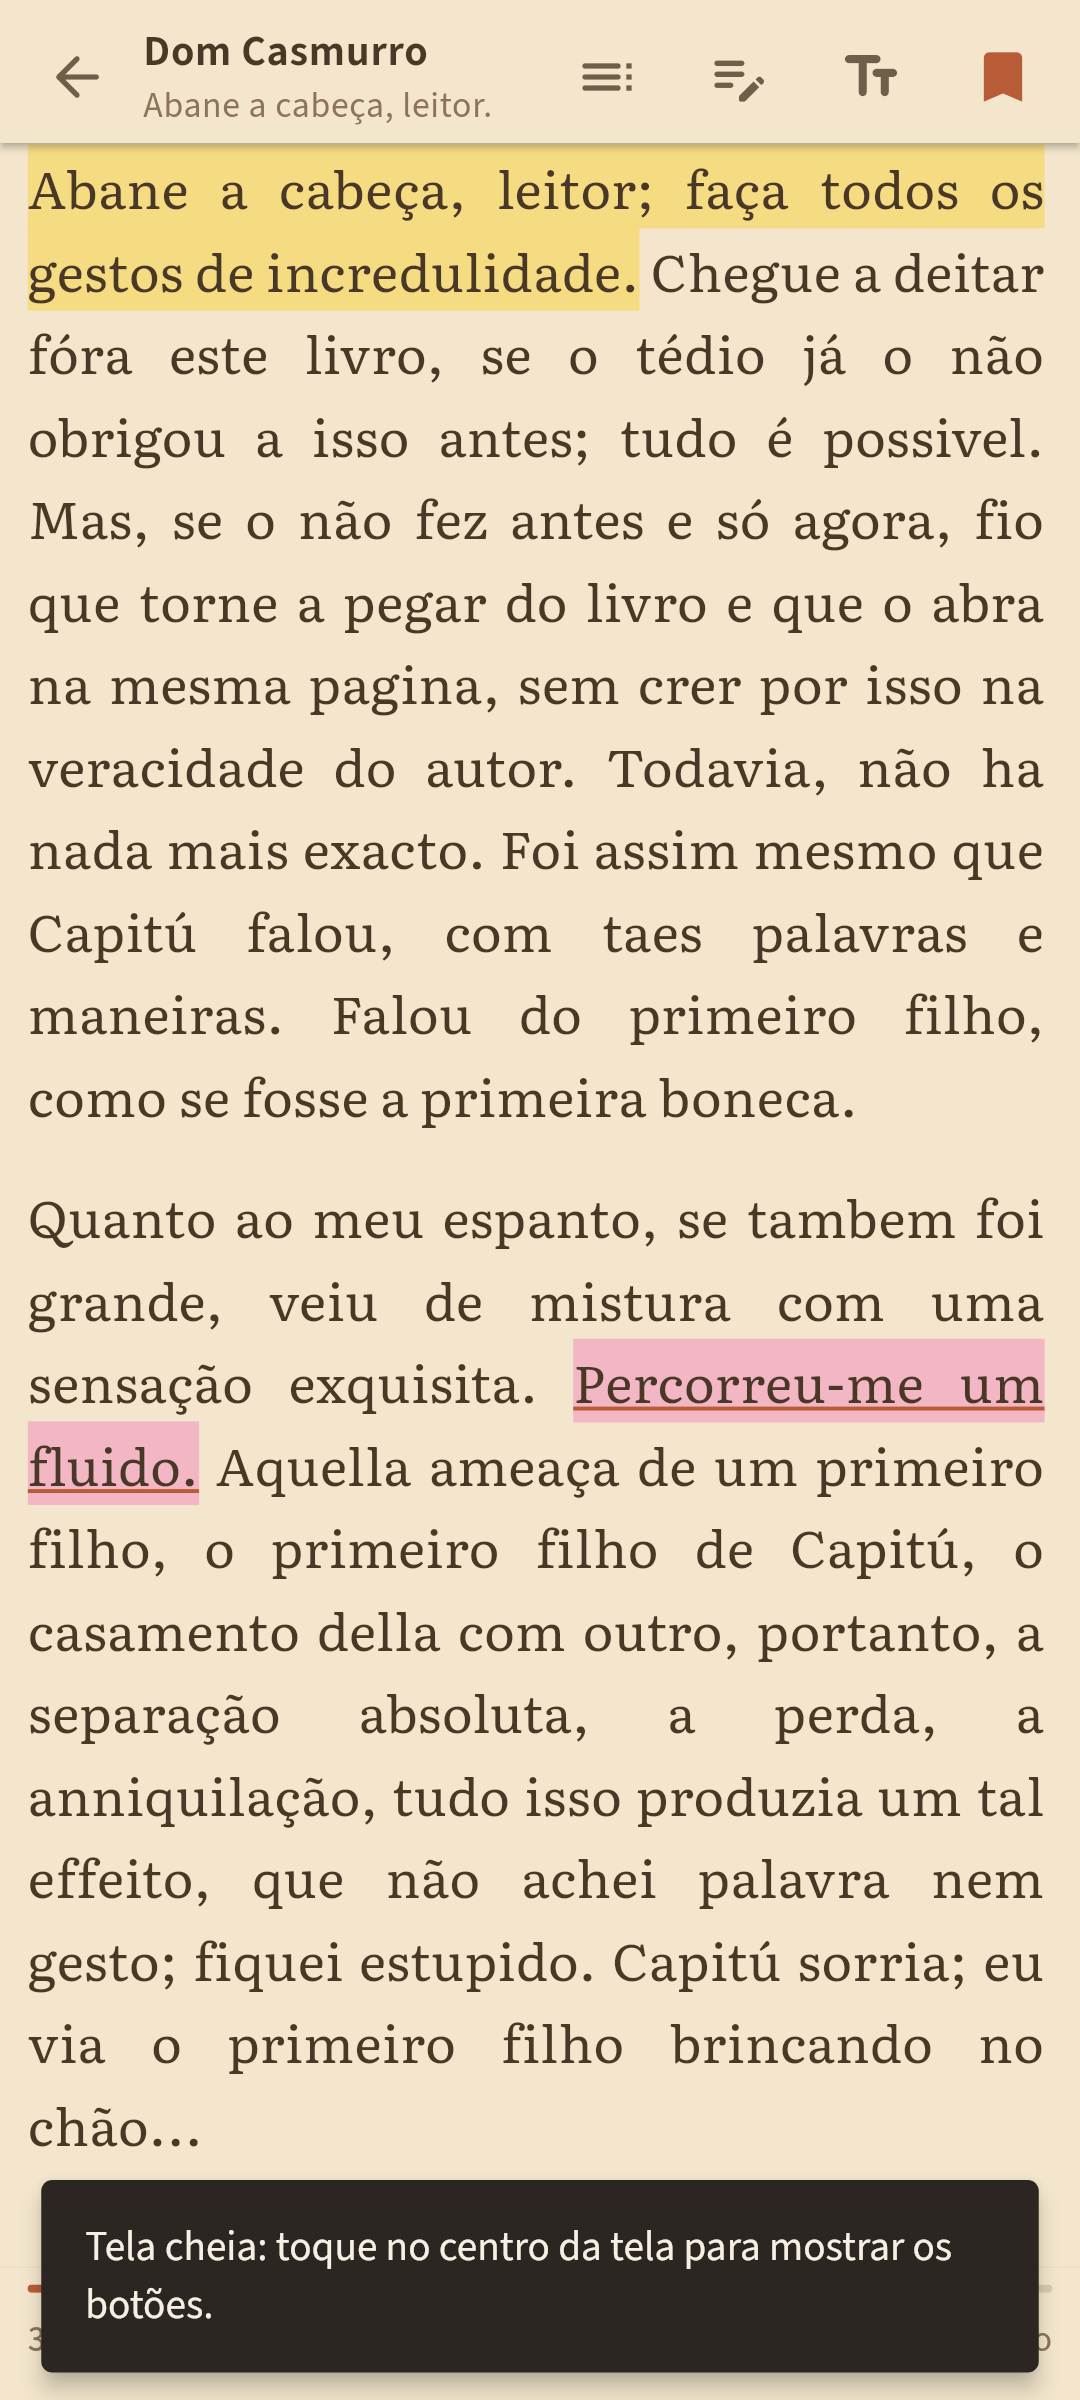 Dom Casmurro
Abane a cabeça, leitor.
Abane a cabeça, leitor; faça todos os
gestos de incredulidade. Chegue a deitar
fóra este livro, se o tédio já o não
obrigou a isso antes; tudo é possivel.
Mas, se o não fez antes e só agora, fio
que torne a pegar do livro e que o abra
na mesma pagina, sem crer por isso na
veracidade do autor. Todavia, não ha
nada mais exacto. Foi assim mesmo que
Capitú falou, com taes palavras e
maneiras. Falou do primeiro filho,
como se fosse a primeira boneca.
Quanto ao meu espanto, se tambem foi
grande, veiu de mistura com uma
sensação exquisita. Percorreu-me um
fluido. Aquella ameaça de um primeiro
filho, o primeiro filho de Capitú, o
casamento della com outro, portanto, a
separação absoluta, a perda, a
anniquilação, tudo isso produzia um tal
effeito, que não achei palavra nem
gesto; fiquei estupido. Capitú sorria; eu
via o primeiro filho brincando no
chão...
Tela cheia: toque no centro da tela para mostrar os
botões.